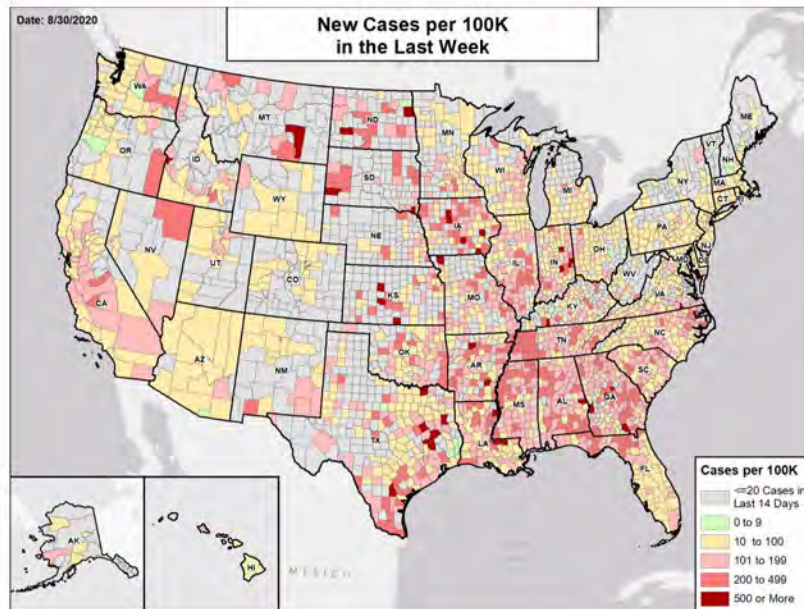 Date: 8/30/2020
New Cases per 100K
in the Last Week
WA
MT
ND
MN
ME
OR
ID
SD
WI
MI
VT
NH
NY
MA
CT
RI
WY
NE
IA
PA
NJ
NV
UT
CO
IL
IN
OH
MD
DE
WV
VA
CA
KS
MO
KY
AZ
NM
OK
AR
TN
NC
SC
TX
LA
MS
AL
GA
FL
AK
HI
MEXICO
Cases per 100K
<=20 Cases in
Last 14 Days
0 to 9
10 to 100
101 to 199
200 to 499
500 or More